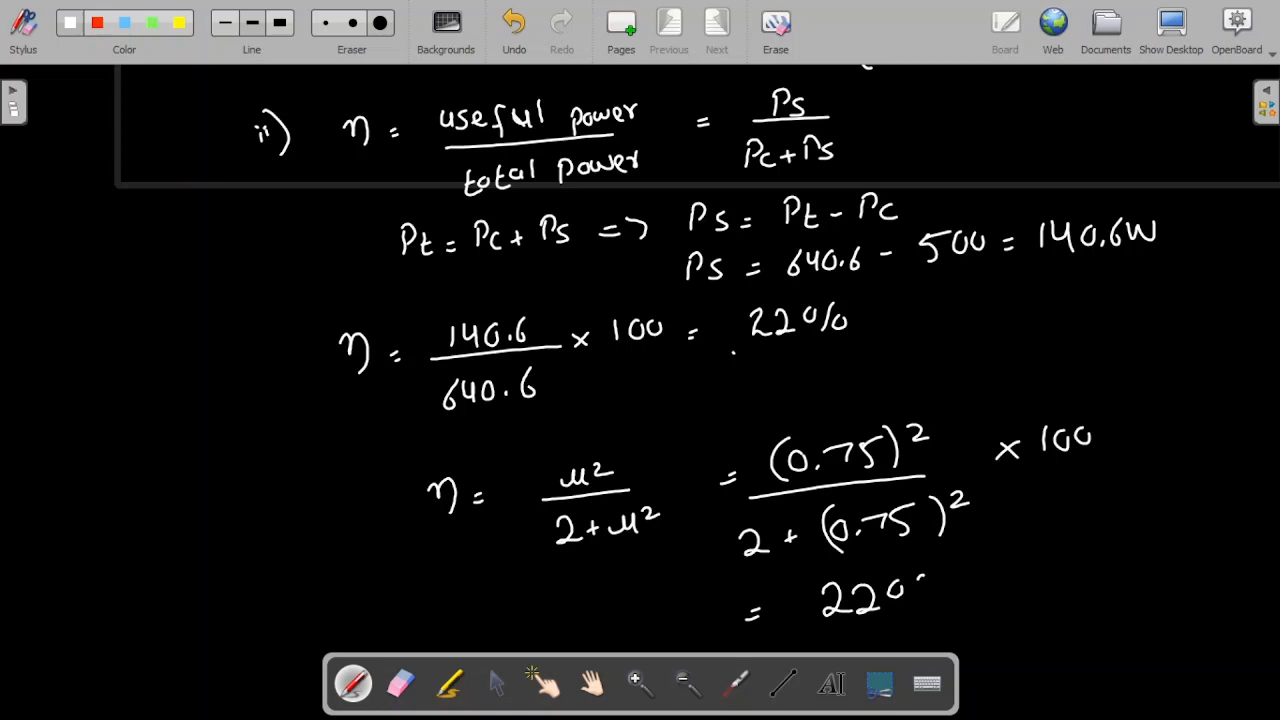 Stylus Color Line Eraser Backgrounds Undo Redo Pages Previous Next Erase Board Web Documents Show Desktop OpenBoard
ii) η = useful power / total power = Ps / Pc + Ps
Pt = Pc + Ps => Ps = Pt - Pc
Ps = 640.6 - 500 = 140.6W
η = 140.6 / 640.6 × 100 = 22%
η = μ² / 2 + μ² = (0.75)² / 2 + (0.75)² × 100
= 22
AI